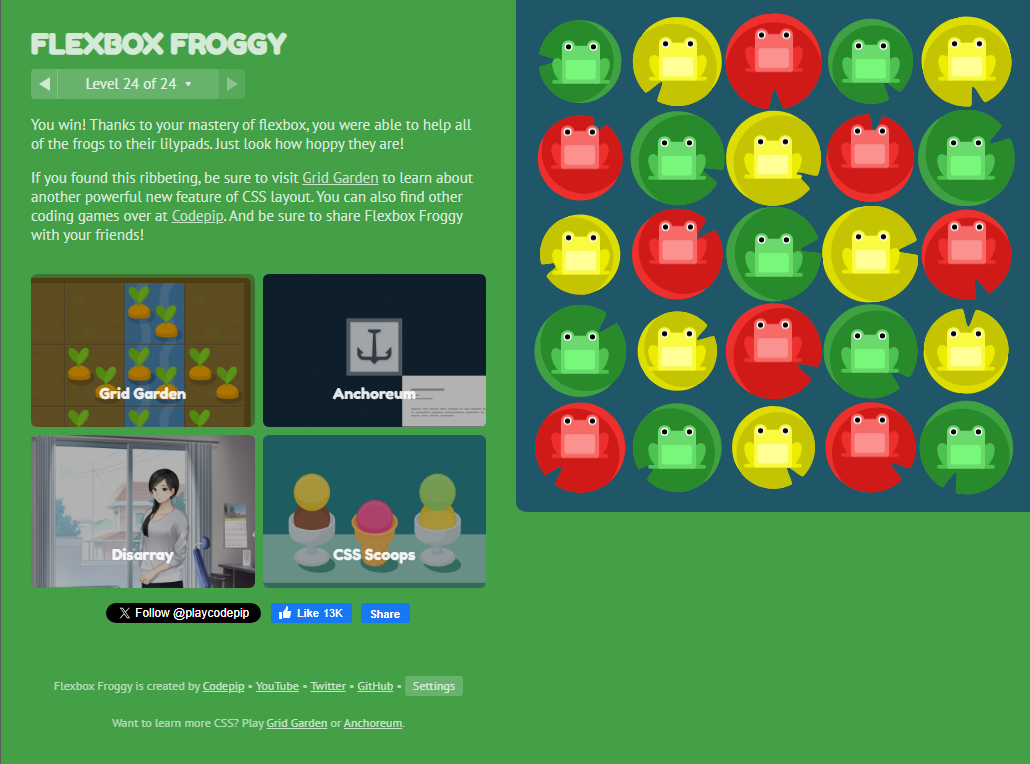 FLEXBOX FROGGY
Level 24 of 24
You win! Thanks to your mastery of flexbox, you were able to help all
of the frogs to their lilypads. Just look how hoppy they are!
If you found this ribbeting, be sure to visit Grid Garden to learn about
another powerful new feature of CSS layout. You can also find other
coding games over at Codepip. And be sure to share Flexbox Froggy
with your friends!
Grid Garden
Anchoreum
Disarray
CSS Scoops
Follow @playcodepip
Like 13K
Share
Flexbox Froggy is created by Codepip • YouTube • Twitter • GitHub • Settings
Want to learn more CSS? Play Grid Garden or Anchoreum.